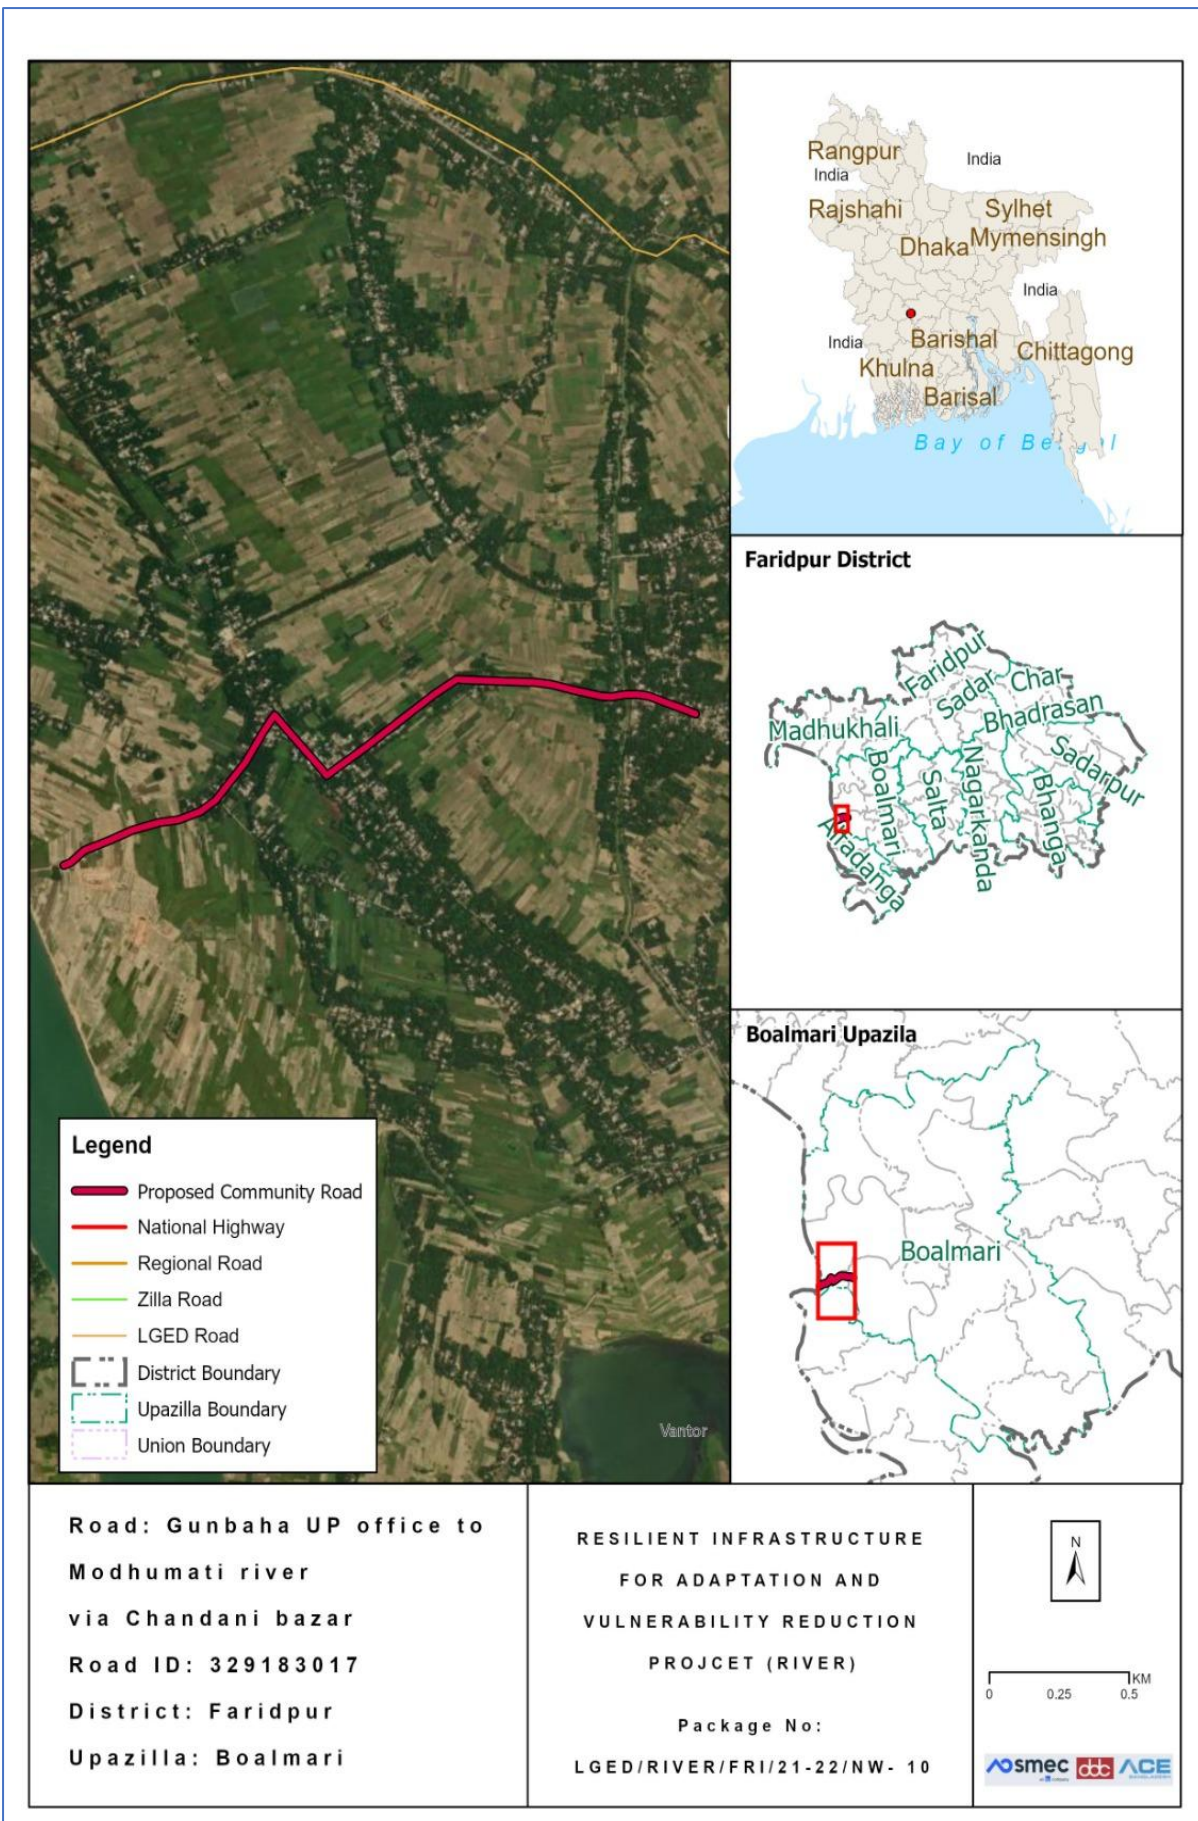 Rangpur
India
India
Rajshahi
Sylhet
Dhaka
Mymensingh
India
India
Barishal
Chittagong
Khulna
Barisal
Bay of
Faridpur District
Faridpur
Sadar
Char
Bhadrasan
Madhukhali
Sadarpur
Boalmari
Salta
Nagarkanda
Bhanga
Alfadanga
Boalmari Upazila
Boalmari
Legend
Proposed Community Road
National Highway
Regional Road
Zilla Road
LGED Road
District Boundary
Upazilla Boundary
Union Boundary
Vantor
Road: Gunbaha UP office to
Modhumati river
via Chandani bazar
Road ID: 329183017
District: Faridpur
Upazilla: Boalmari
RESILIENT INFRASTRUCTURE
FOR ADAPTATION AND
VULNERABILITY REDUCTION
PROJCET (RIVER)
Package No:
LGED/RIVER/FRI/21-22/NW- 10
N
KM
0 0.25 0.5
smec
ddc
ACE